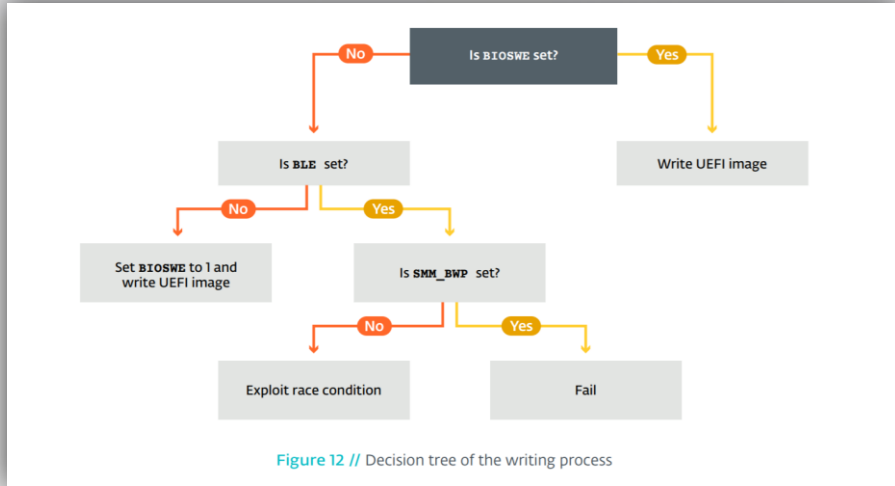 Is BIOSWE set?
No
Yes
Is BLE set?
Write UEFI image
No
Yes
Set BIOSWE to 1 and
write UEFI image
Is SMM_BWP set?
No
Yes
Exploit race condition
Fail
Figure 12 // Decision tree of the writing process